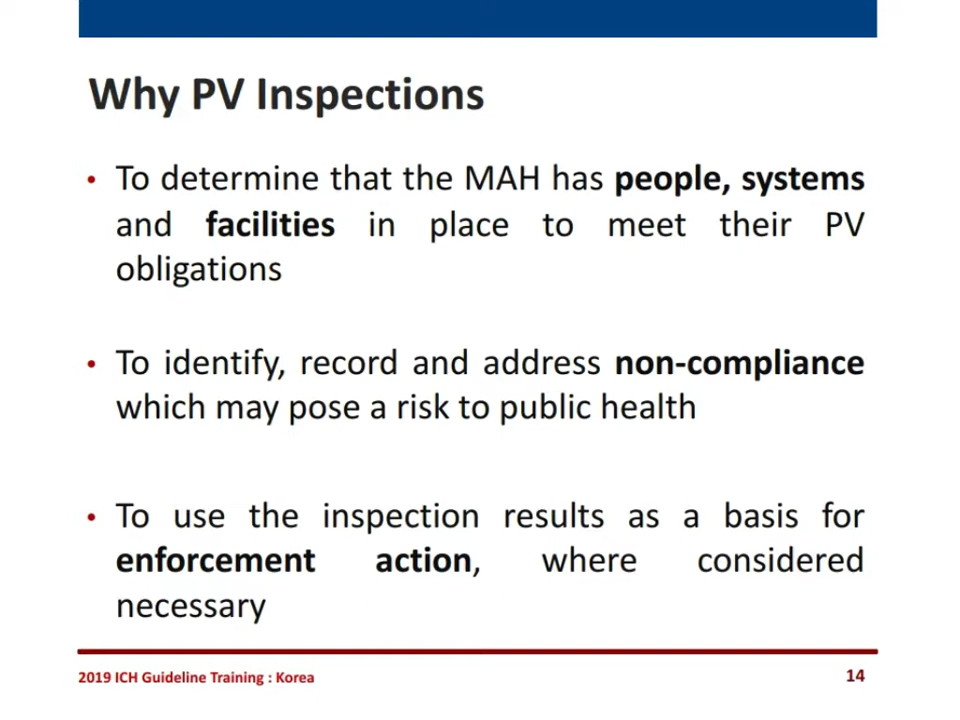 Why PV Inspections
• To determine that the MAH has people, systems
and facilities in place to meet their PV
obligations
• To identify, record and address non-compliance
which may pose a risk to public health
• To use the inspection results as a basis for
enforcement action, where considered
necessary
2019 ICH Guideline Training : Korea
14